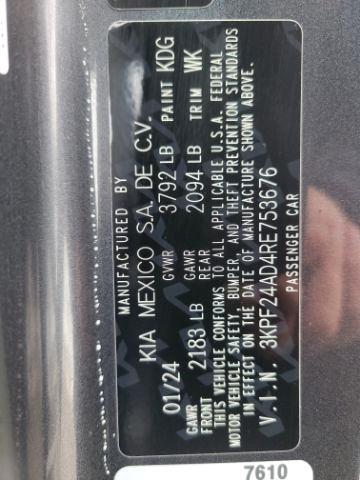 MANUFACTURED BY
KIA MEXICO S.A. DE C.V.
01/24 GVWR 3792 LB PAINT KDG
GAWR FRONT 2183 LB GAWR REAR 2094 LB TRIM WK
THIS VEHICLE CONFORMS TO ALL APPLICABLE U.S.A. FEDERAL
MOTOR VEHICLE SAFETY, BUMPER, AND THEFT PREVENTION STANDARDS
IN EFFECT ON THE DATE OF MANUFACTURE SHOWN ABOVE.
V.I.N. 3KPF24AD4RE753676
PASSENGER CAR
7610